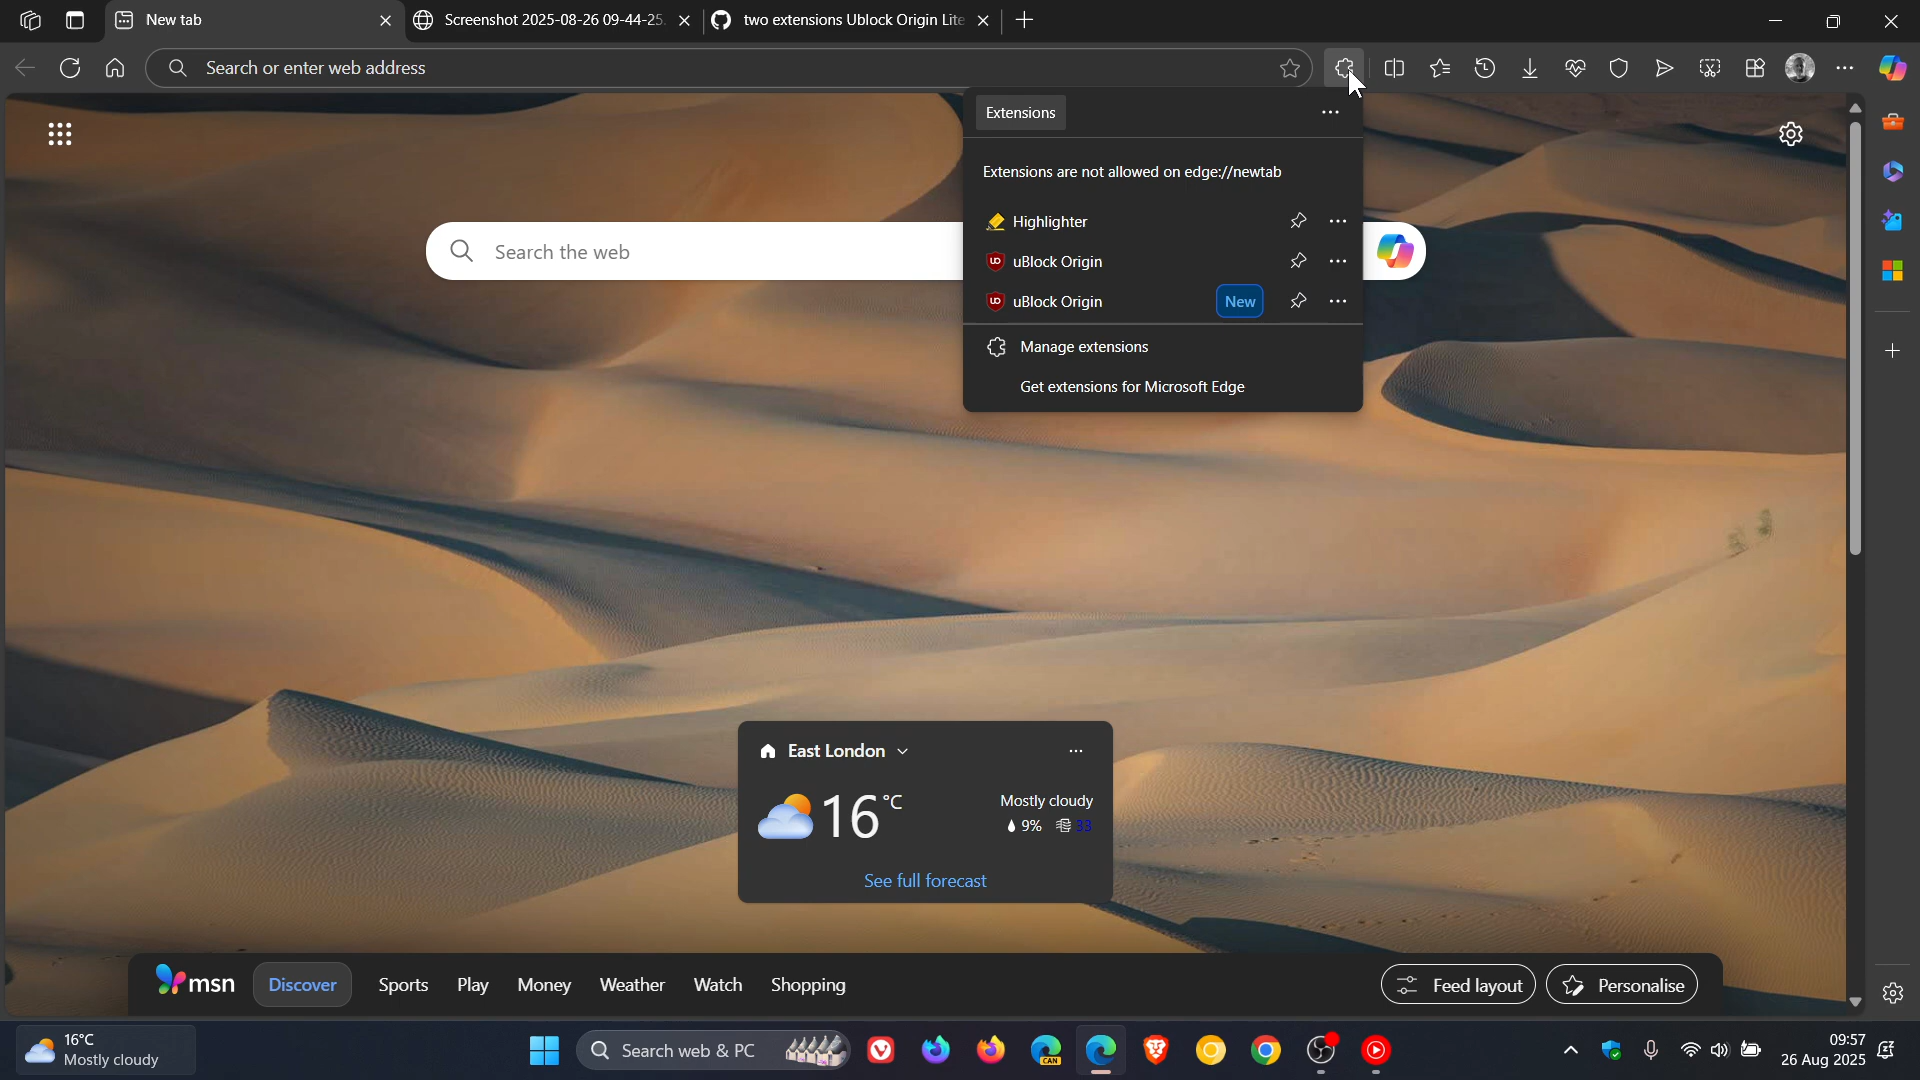 New tab
Screenshot 2025-08-26 09-44-25.
two extensions Ublock Origin Lite
Search or enter web address
Extensions
Extensions are not allowed on edge://newtab
Highlighter
uBlock Origin
uBlock Origin
New
Manage extensions
Get extensions for Microsoft Edge
Search the web
East London
16°C
Mostly cloudy
9% 33
See full forecast
msn
Discover
Sports
Play
Money
Weather
Watch
Shopping
Feed layout
Personalise
16°C
Mostly cloudy
Search web & PC
CAN
09:57
26 Aug 2025